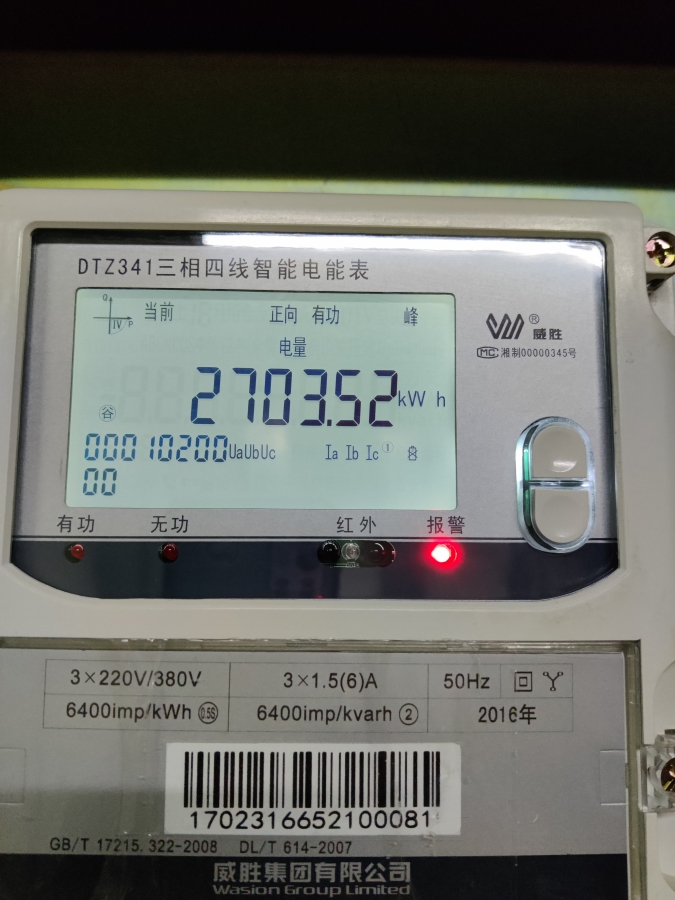 DTZ341三相四线智能电能表
Q
IV P
当前 正向 有功 峰
电量
威胜®
MC 湘制00000345号
2703.52 kW h
谷
00010200 UaUbUc Ia Ib Ic ①
00
有功 无功 红外 报警
3×220V/380V 3×1.5(6)A 50Hz
6400imp/kWh 0.5S 6400imp/kvarh ② 2016年
1702316652100081
GB/T 17215.322-2008 DL/T 614-2007
威胜集团有限公司
Wasion Group Limited